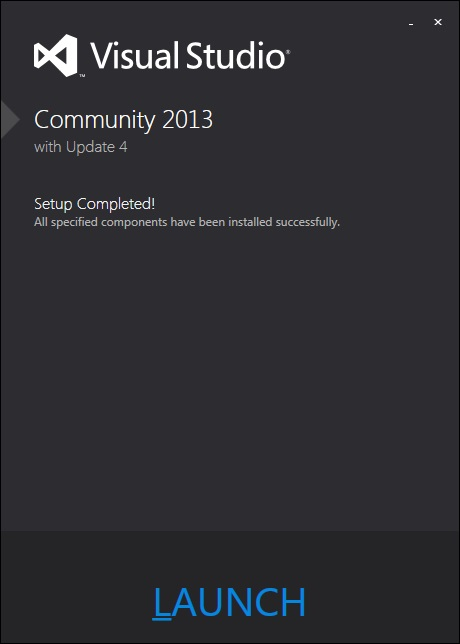 Visual Studio®
Community 2013
with Update 4
Setup Completed!
All specified components have been installed successfully.
LAUNCH